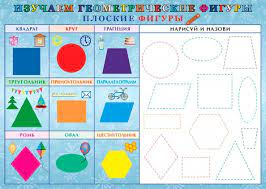 ИЗУЧАЕМ ГЕОМЕТРИЧЕСКИЕ ФИГУРЫ
ПЛОСКИЕ ФИГУРЫ
КВАДРАТ КРУГ ТРАПЕЦИЯ НАРИСУЙ И НАЗОВИ
ТРЕУГОЛЬНИК ПРЯМОУГОЛЬНИК ПАРАЛЛЕЛОГРАММ
РОМБ ОВАЛ ШЕСТИУГОЛЬНИК